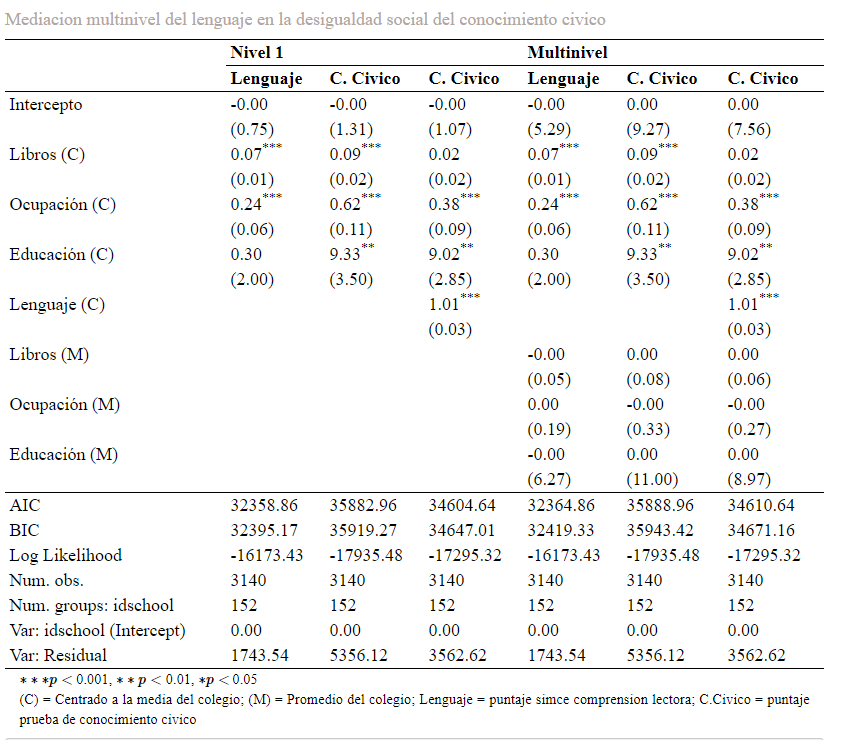 Mediacion multinivel del lenguaje en la desigualdad social del conocimiento civico
Nivel 1 Multinivel
Lenguaje C. Civico C. Civico Lenguaje C. Civico C. Civico
Intercepto -0.00 -0.00 -0.00 -0.00 0.00 0.00
(0.75) (1.31) (1.07) (5.29) (9.27) (7.56)
Libros (C) 0.07*** 0.09*** 0.02 0.07*** 0.09*** 0.02
(0.01) (0.02) (0.02) (0.01) (0.02) (0.02)
Ocupación (C) 0.24*** 0.62*** 0.38*** 0.24*** 0.62*** 0.38***
(0.06) (0.11) (0.09) (0.06) (0.11) (0.09)
Educación (C) 0.30 9.33** 9.02** 0.30 9.33** 9.02**
(2.00) (3.50) (2.85) (2.00) (3.50) (2.85)
Lenguaje (C) 1.01*** 1.01***
(0.03) (0.03)
Libros (M) -0.00 0.00 0.00
(0.05) (0.08) (0.06)
Ocupación (M) 0.00 -0.00 -0.00
(0.19) (0.33) (0.27)
Educación (M) -0.00 0.00 0.00
(6.27) (11.00) (8.97)
AIC 32358.86 35882.96 34604.64 32364.86 35888.96 34610.64
BIC 32395.17 35919.27 34647.01 32419.33 35943.42 34671.16
Log Likelihood -16173.43 -17935.48 -17295.32 -16173.43 -17935.48 -17295.32
Num. obs. 3140 3140 3140 3140 3140 3140
Num. groups: idschool 152 152 152 152 152 152
Var: idschool (Intercept) 0.00 0.00 0.00 0.00 0.00 0.00
Var: Residual 1743.54 5356.12 3562.62 1743.54 5356.12 3562.62
∗ ∗ ∗p < 0.001, ∗ ∗ p < 0.01, ∗p < 0.05
(C) = Centrado a la media del colegio; (M) = Promedio del colegio; Lenguaje = puntaje simce comprension lectora; C.Civico = puntaje
prueba de conocimiento civico